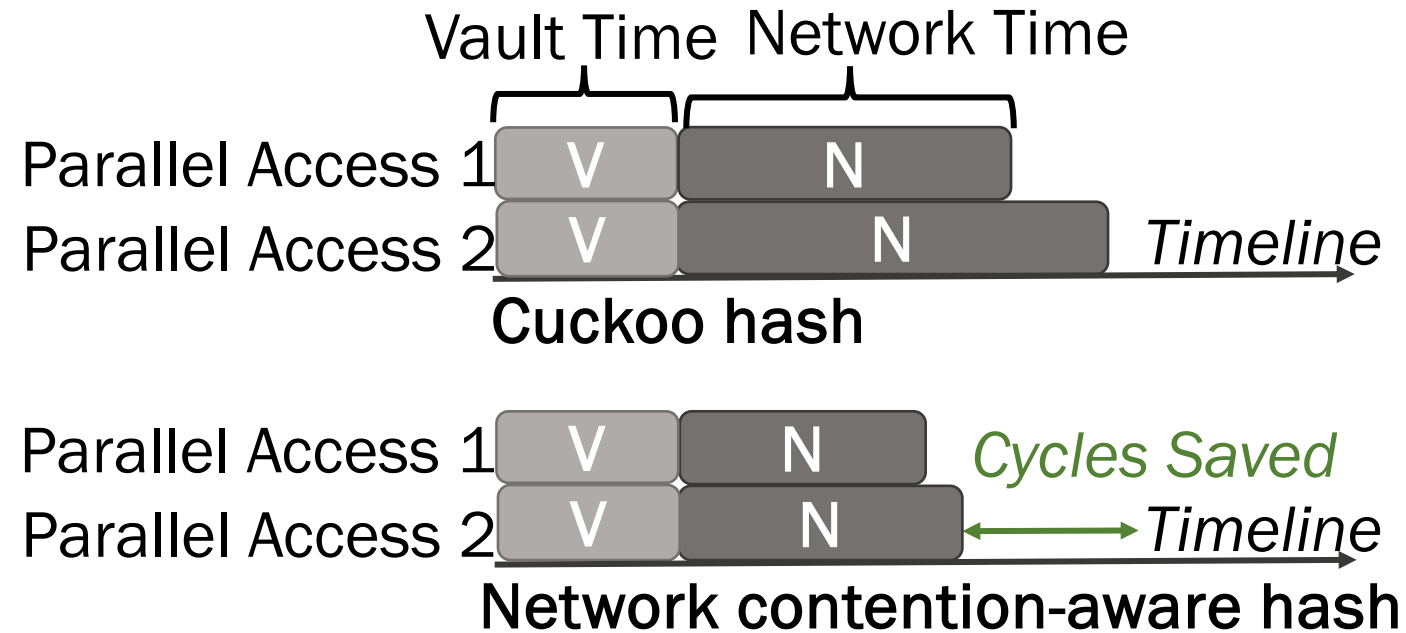 Vault Time Network Time
Parallel Access 1 V N
Parallel Access 2 V N Timeline
Cuckoo hash
Parallel Access 1 V N Cycles Saved
Parallel Access 2 V N Timeline
Network contention-aware hash